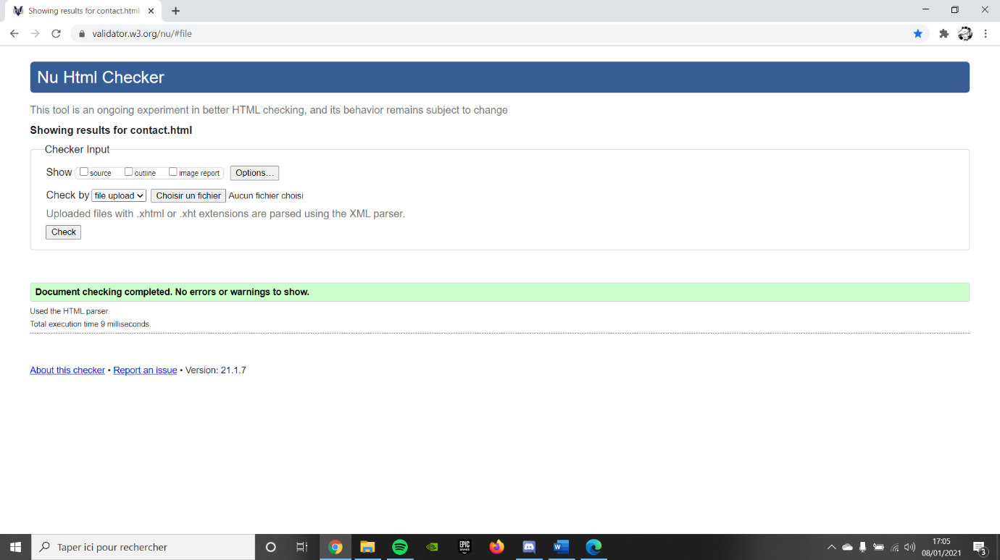 Showing results for contact.html
validator.w3.org/nu/#file
Nu Html Checker
This tool is an ongoing experiment in better HTML checking, and its behavior remains subject to change
Showing results for contact.html
Checker Input
Show source outline image report Options...
Check by file upload Choisir un fichier Aucun fichier choisi
Uploaded files with .xhtml or .xht extensions are parsed using the XML parser.
Check
Document checking completed. No errors or warnings to show.
Used the HTML parser.
Total execution time 9 milliseconds.
About this checker • Report an issue • Version: 21.1.7
Taper ici pour rechercher
EPIC GAMES
17:05
08/01/2021
3